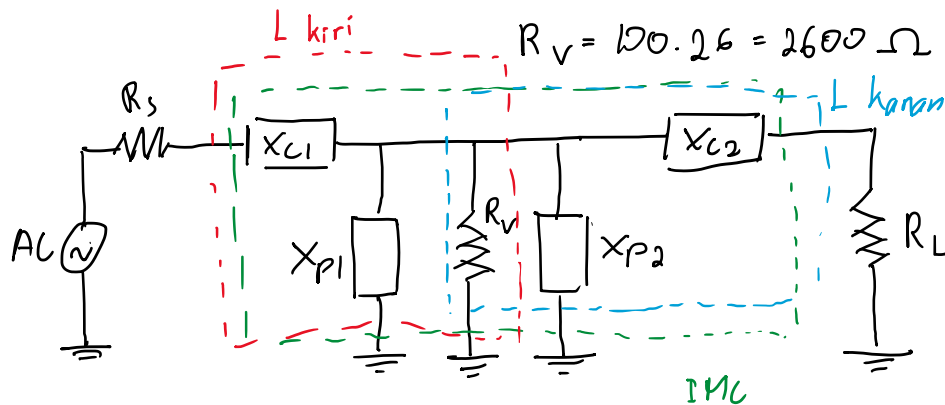 L kiri
R_V = 100.26 = 2600 Ω
L kanan
R_S
X_C1
X_C2
AC
X_P1
R_V
X_P2
R_L
IMC